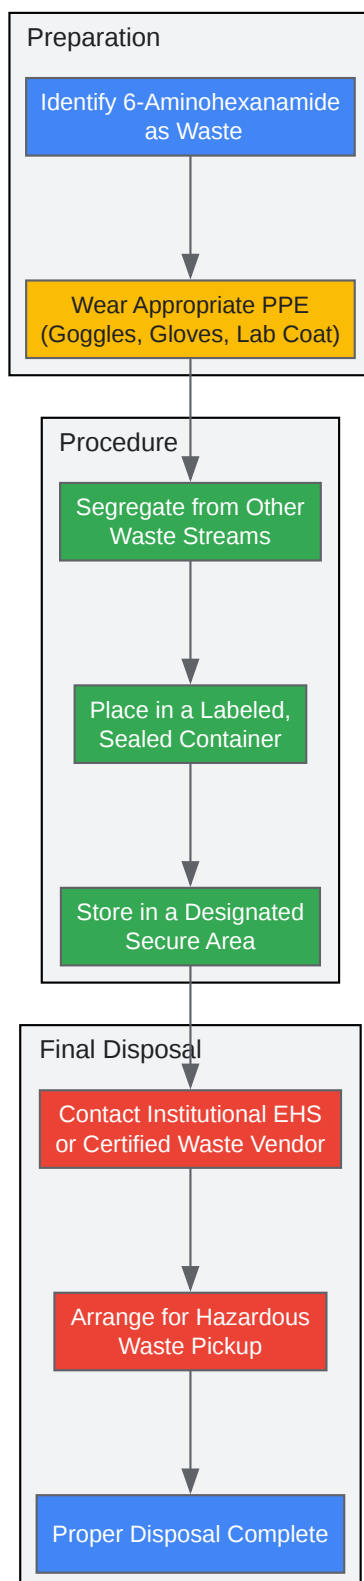 Preparation
Identify 6-Aminohexanamide
as Waste
Wear Appropriate PPE
(Goggles, Gloves, Lab Coat)
Procedure
Segregate from Other
Waste Streams
Place in a Labeled,
Sealed Container
Store in a Designated
Secure Area
Final Disposal
Contact Institutional EHS
or Certified Waste Vendor
Arrange for Hazardous
Waste Pickup
Proper Disposal Complete